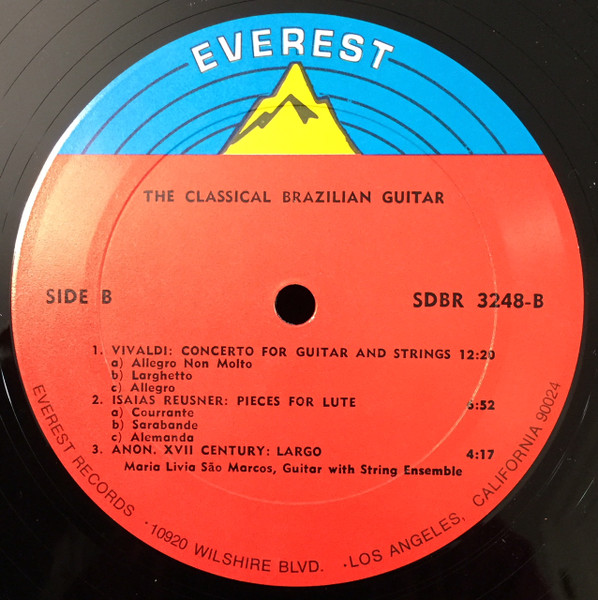 EVEREST
THE CLASSICAL BRAZILIAN GUITAR
SIDE B
SDBR 3248-B
1. VIVALDI: CONCERTO FOR GUITAR AND STRINGS 12:20
a) Allegro Non Molto
b) Larghetto
c) Allegro
2. ISAIAS REUSNER: PIECES FOR LUTE :52
a) Courrante
b) Sarabande
c) Alemanda
3. ANON. XVII CENTURY: LARGO 4:17
Maria Livia São Marcos, Guitar with String Ensemble
EVEREST RECORDS · 10920 WILSHIRE BLVD. · LOS ANGELES, CALIFORNIA 90024